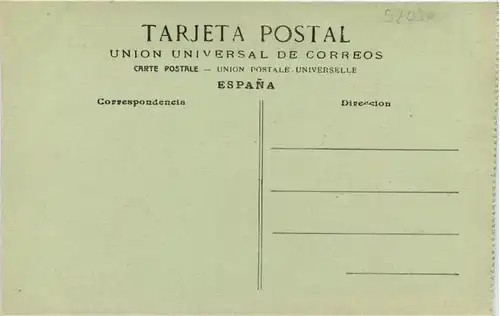 TARJETA POSTAL
UNION UNIVERSAL DE CORREOS
CARTE POSTALE — UNION POSTALE UNIVERSELLE
ESPAÑA
Correspondencia
Direccion